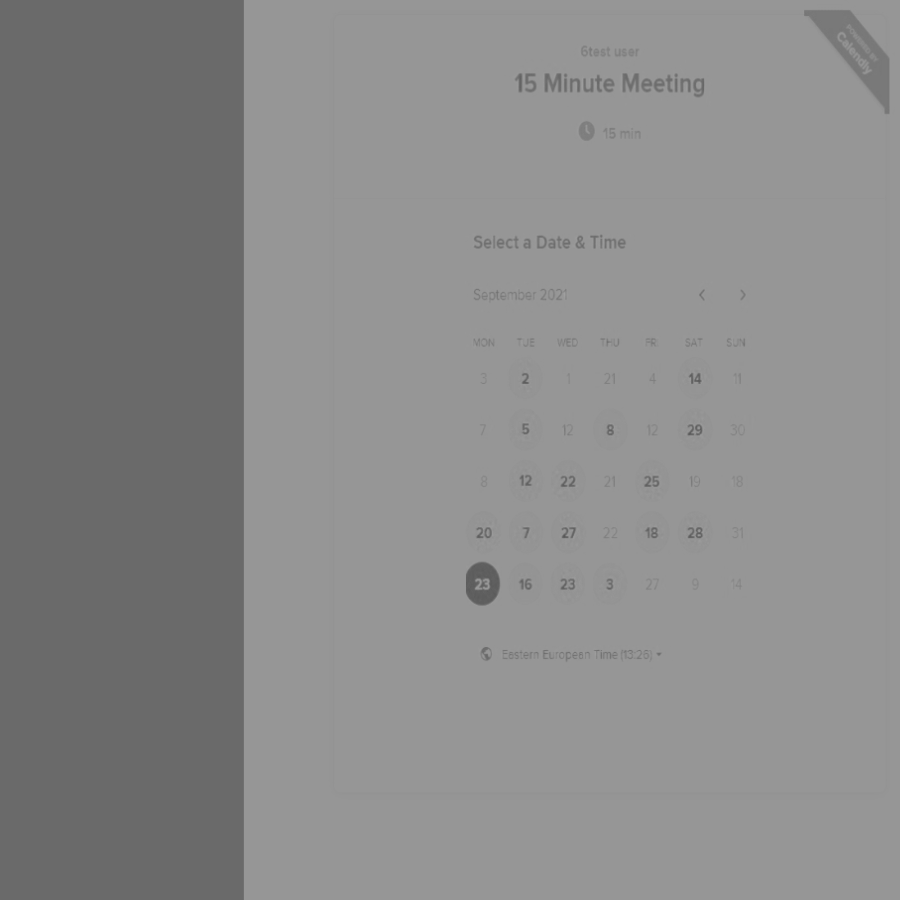 6test user
15 Minute Meeting
15 min
POWERED BY
Calendly
Select a Date & Time
September 2021
MON TUE WED THU FRI SAT SUN
3 2 1 21 4 14 11
7 5 12 8 12 29 30
8 12 22 21 25 19 18
20 7 27 22 18 28 31
23 16 23 3 27 9 14
Eastern European Time (13:26)